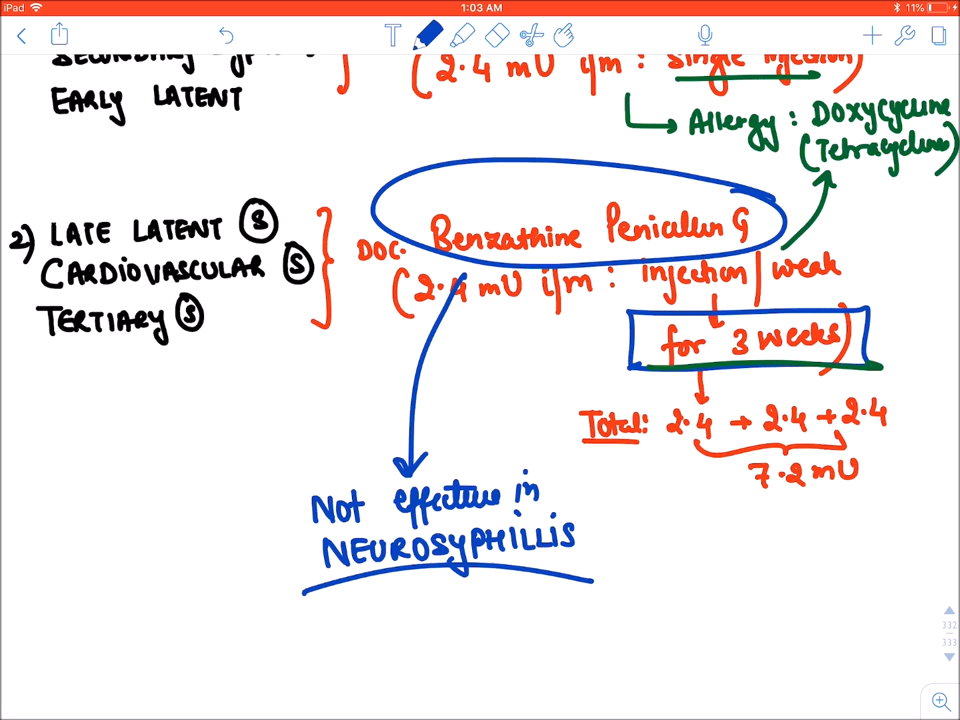 iPad 1:03 AM 11%
T
(2.4 mU i/m : single injection)
EARLY LATENT
Allergy : DOXYCycline
(Tetracycline)
2) LATE LATENT S
CARDIOVASCULAR S
TERTIARY S
DOC. Benzathine Penicillin G
(2.4 mU i/m : injection/weak
for 3 weeks)
Total: 2.4 + 2.4 + 2.4
7.2 mU
Not effective in
NEUROSYPHILLIS
332
333